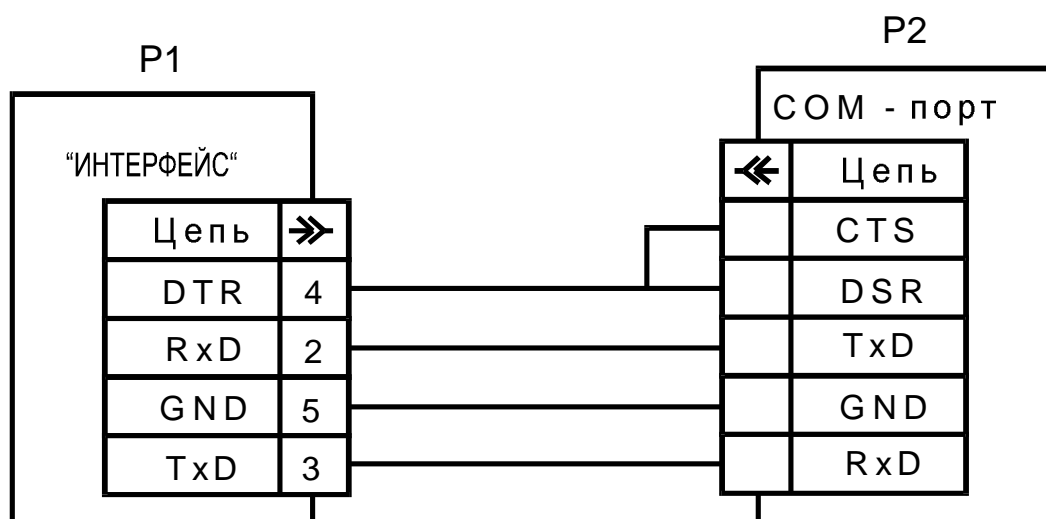 P1
P2
“ИНТЕРФЕЙС“
COM - порт
Цепь
DTR 4
RxD 2
GND 5
TxD 3
Цепь
CTS
DSR
TxD
GND
RxD